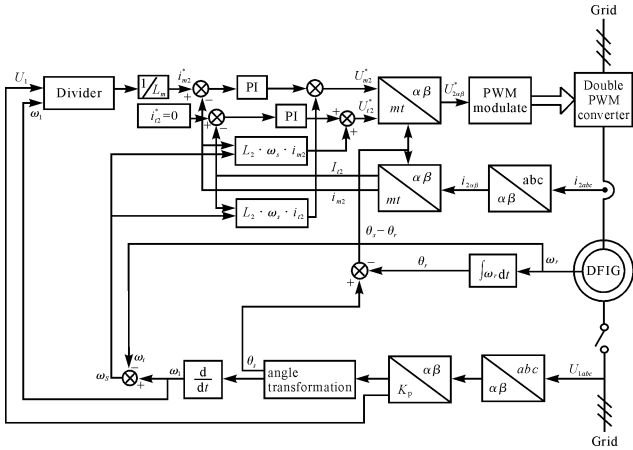 Grid
U1
Divider
1/Lm
i*m2
+
−
PI
U*m2
αβ
mt
U*2αβ
PWM
modulate
Double
PWM
converter
ω1
i*t2=0
+
−
PI
+
+
U*t2
L2 · ωs · im2
It2
im2
αβ
mt
i2αβ
abc
αβ
i2abc
L2 · ωs · it2
θs − θr
−
+
θr
∫ωr dt
ωr
DFIG
ωs
ωt
−
+
ω1
d
dt
θs
angle
transformation
αβ
Kp
abc
αβ
U1abc
Grid